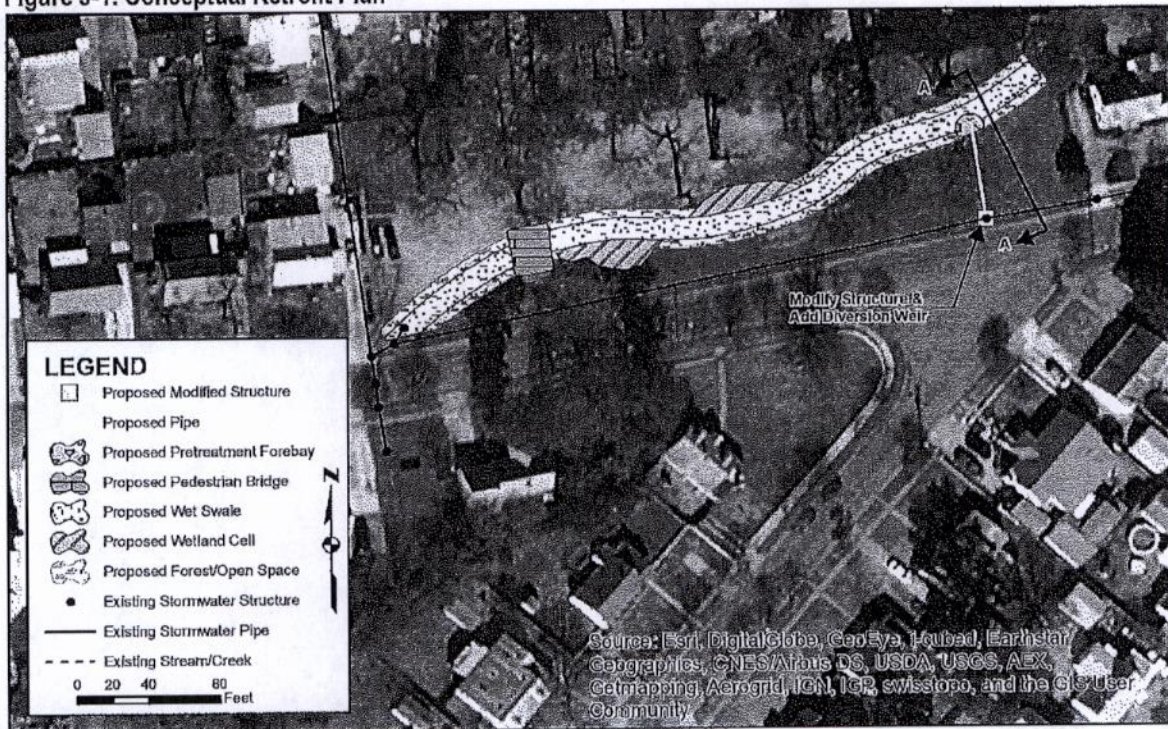 Conceptual Retrofit Plan
A
A
Modify Structure &
Add Diversion Weir
LEGEND
Proposed Modified Structure
Proposed Pipe
Proposed Pretreatment Forebay
Proposed Pedestrian Bridge
Proposed Wet Swale
Proposed Wetland Cell
Proposed Forest/Open Space
Existing Stormwater Structure
Existing Stormwater Pipe
Existing Stream/Creek
N
0 20 40 80
Feet
Source: Esri, DigitalGlobe, GeoEye, i-cubed, Earthstar
Geographics, CNES/Airbus DS, USDA, USGS, AEX,
Getmapping, Aerogrid, IGN, IGP, swisstopo, and the GIS User
Community